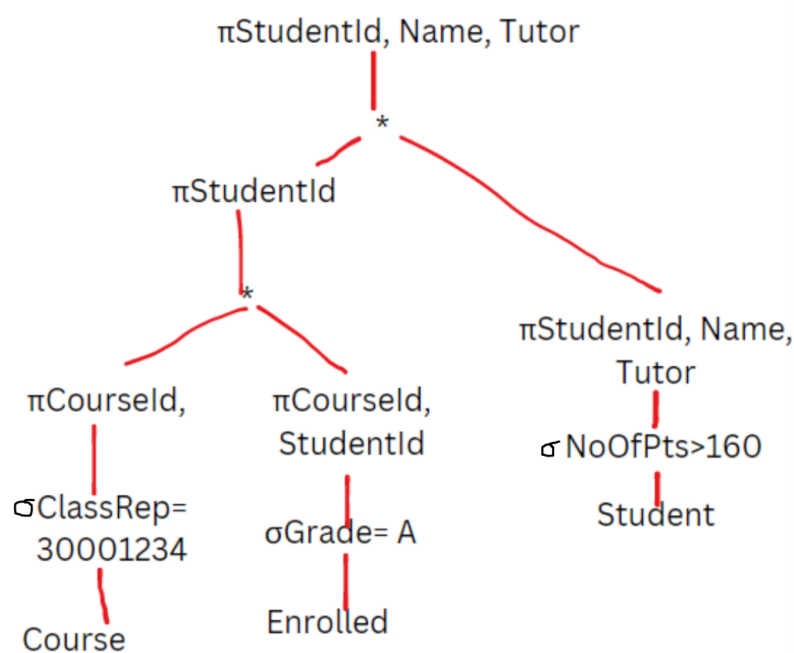 πStudentId, Name, Tutor
*
πStudentId
*
πStudentId, Name,
Tutor
πCourseId,
πCourseId,
StudentId
σNoOfPts>160
σClassRep=
30001234
Student
σGrade= A
Enrolled
Course